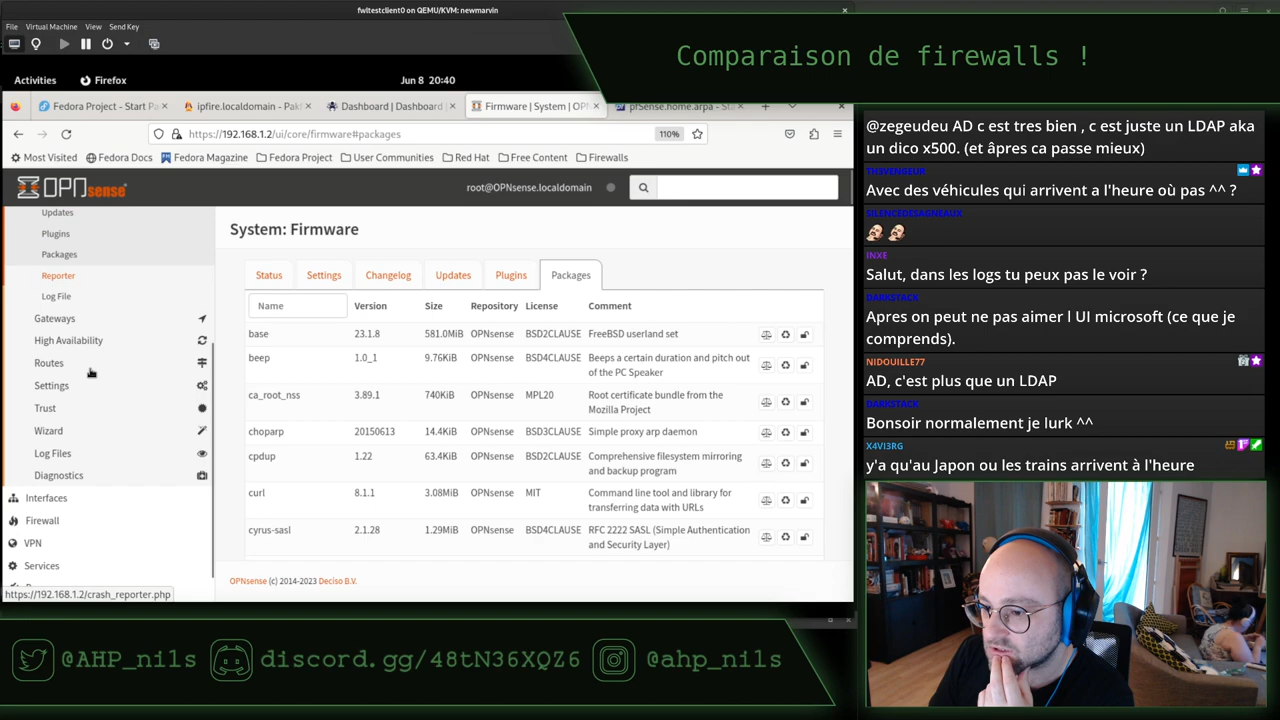 fwltestclient0 on QEMU/KVM: newmarvin
File Virtual Machine View Send Key
Comparaison de firewalls !
Activities Firefox Jun 8 20:40
Fedora Project - Start Pa ipfire.localdomain - Pakf Dashboard | Dashboard Firmware | System | OPN pfSense.home.arpa - Sta
https://192.168.1.2/ui/core/firmware#packages 110%
Most Visited Fedora Docs Fedora Magazine Fedora Project User Communities Red Hat Free Content Firewalls
OPNsense root@OPNsense.localdomain
Updates
Plugins
Packages
Reporter
Log File
Gateways
High Availability
Routes
Settings
Trust
Wizard
Log Files
Diagnostics
Interfaces
Firewall
VPN
Services
https://192.168.1.2/crash_reporter.php
System: Firmware
Status Settings Changelog Updates Plugins Packages
Name Version Size Repository License Comment
base 23.1.8 581.0MiB OPNsense BSD2CLAUSE FreeBSD userland set
beep 1.0_1 9.76KiB OPNsense BSD4CLAUSE Beeps a certain duration and pitch out
of the PC Speaker
ca_root_nss 3.89.1 740KiB OPNsense MPL20 Root certificate bundle from the
Mozilla Project
choparp 20150613 14.4KiB OPNsense BSD3CLAUSE Simple proxy arp daemon
cpdup 1.22 63.4KiB OPNsense BSD2CLAUSE Comprehensive filesystem mirroring
and backup program
curl 8.1.1 3.08MiB OPNsense MIT Command line tool and library for
transferring data with URLs
cyrus-sasl 2.1.28 1.29MiB OPNsense BSD4CLAUSE RFC 2222 SASL (Simple Authentication
and Security Layer)
OPNsense (c) 2014-2023 Deciso B.V.
@zegeudeu AD c est tres bien , c est juste un LDAP aka
un dico x500. (et âpres ca passe mieux)
TH3VENGEUR
Avec des véhicules qui arrivent a l'heure où pas ^^ ?
SILENCEDESAGNEAUX
INXE
Salut, dans les logs tu peux pas le voir ?
DARKSTACK
Apres on peut ne pas aimer l UI microsoft (ce que je
comprends).
NIDOUILLE77
AD, c'est plus que un LDAP
DARKSTACK
Bonsoir normalement je lurk ^^
X4VI3RG
y'a qu'au Japon ou les trains arrivent à l'heure
@AHP_nils discord.gg/48tN36XQZ6 @ahp_nils